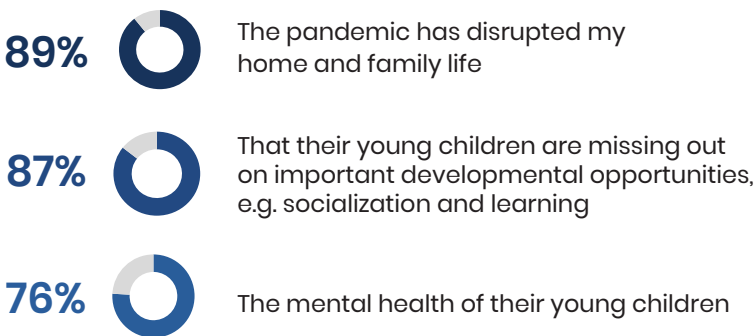 89%
The pandemic has disrupted my
home and family life
87%
That their young children are missing out
on important developmental opportunities,
e.g. socialization and learning
76%
The mental health of their young children